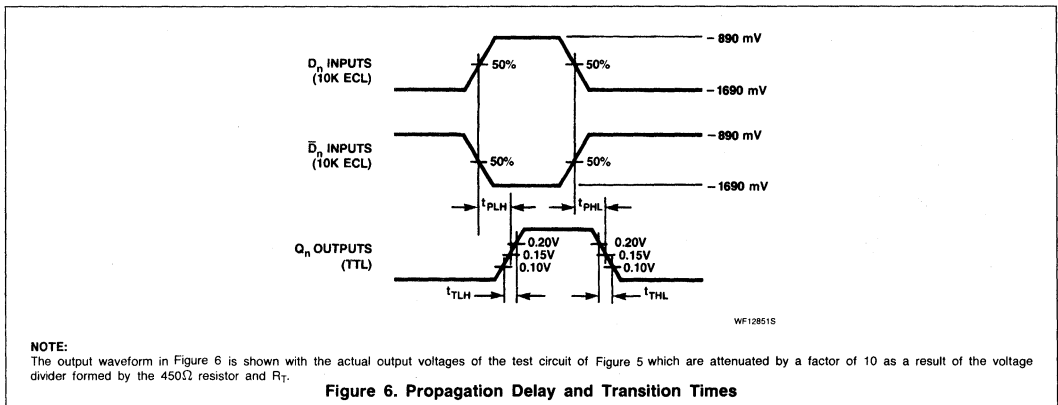 – 890 mV
Dn INPUTS
(10K ECL)
50%
50%
– 1690 mV
D̄n INPUTS
(10K ECL)
– 890 mV
50%
50%
– 1690 mV
tPLH
tPHL
Qn OUTPUTS
(TTL)
0.20V
0.15V
0.10V
0.20V
0.15V
0.10V
tTLH
tTHL
WF12851S
NOTE:
The output waveform in Figure 6 is shown with the actual output voltages of the test circuit of Figure 5 which are attenuated by a factor of 10 as a result of the voltage
divider formed by the 450Ω resistor and RT.
Figure 6. Propagation Delay and Transition Times